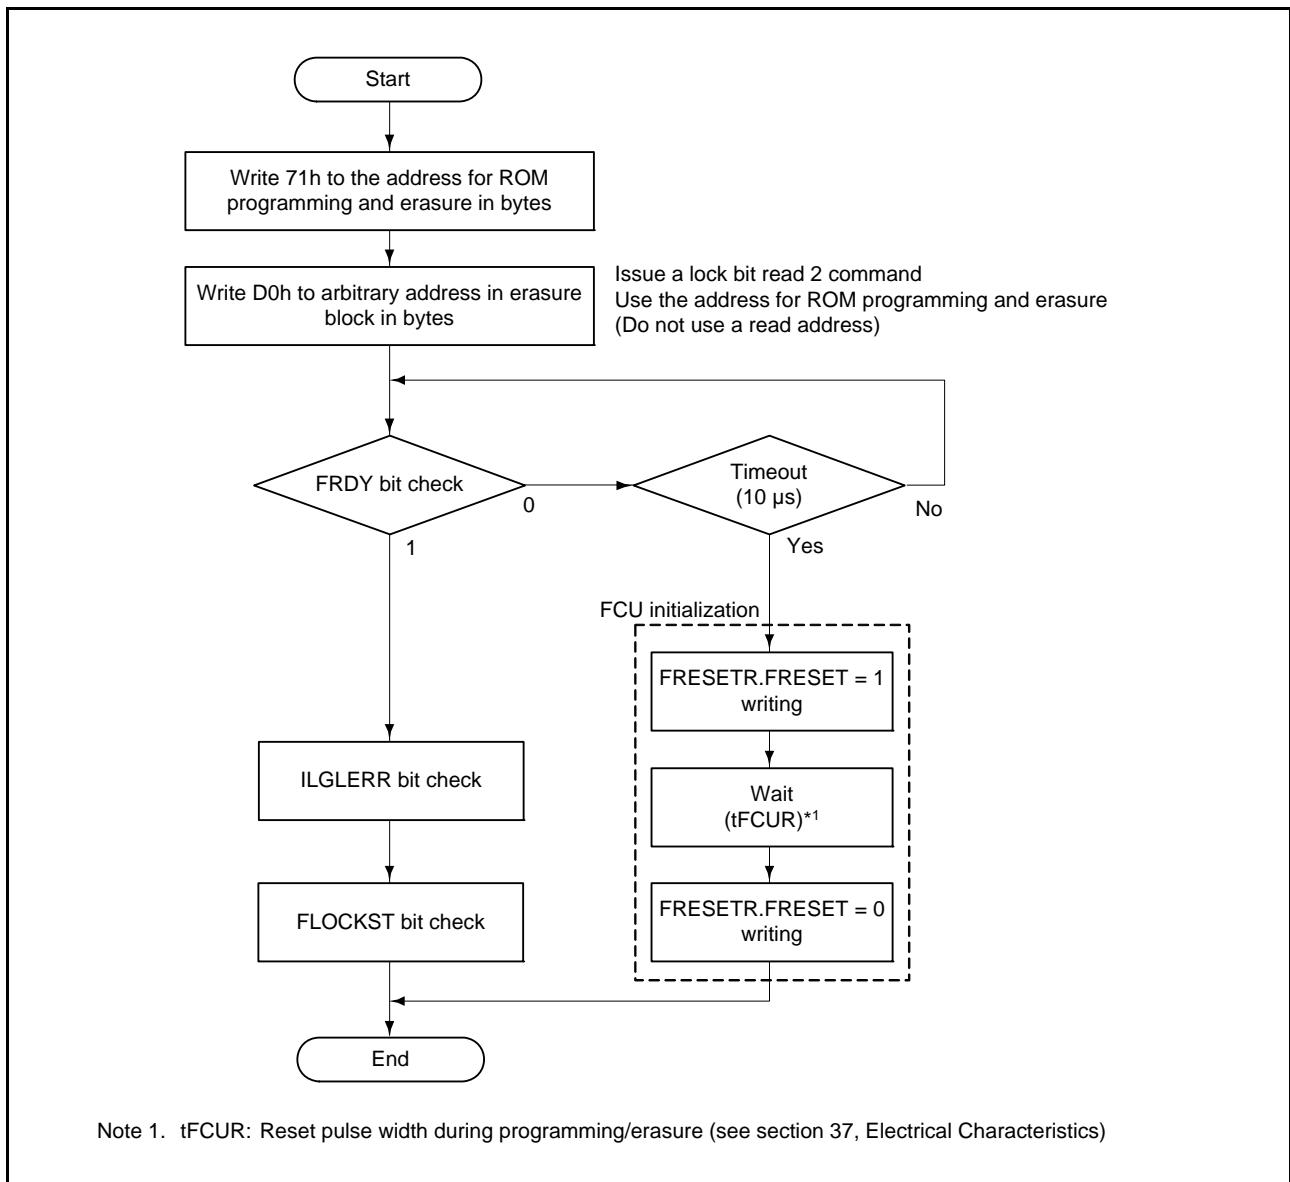 Start
Write 71h to the address for ROM
programming and erasure in bytes
Write D0h to arbitrary address in erasure
block in bytes
Issue a lock bit read 2 command
Use the address for ROM programming and erasure
(Do not use a read address)
FRDY bit check
0
1
Timeout
(10 µs)
No
Yes
FCU initialization
FRESETR.FRESET = 1
writing
Wait
(tFCUR)*1
FRESETR.FRESET = 0
writing
ILGLERR bit check
FLOCKST bit check
End
Note 1. tFCUR: Reset pulse width during programming/erasure (see section 37, Electrical Characteristics)